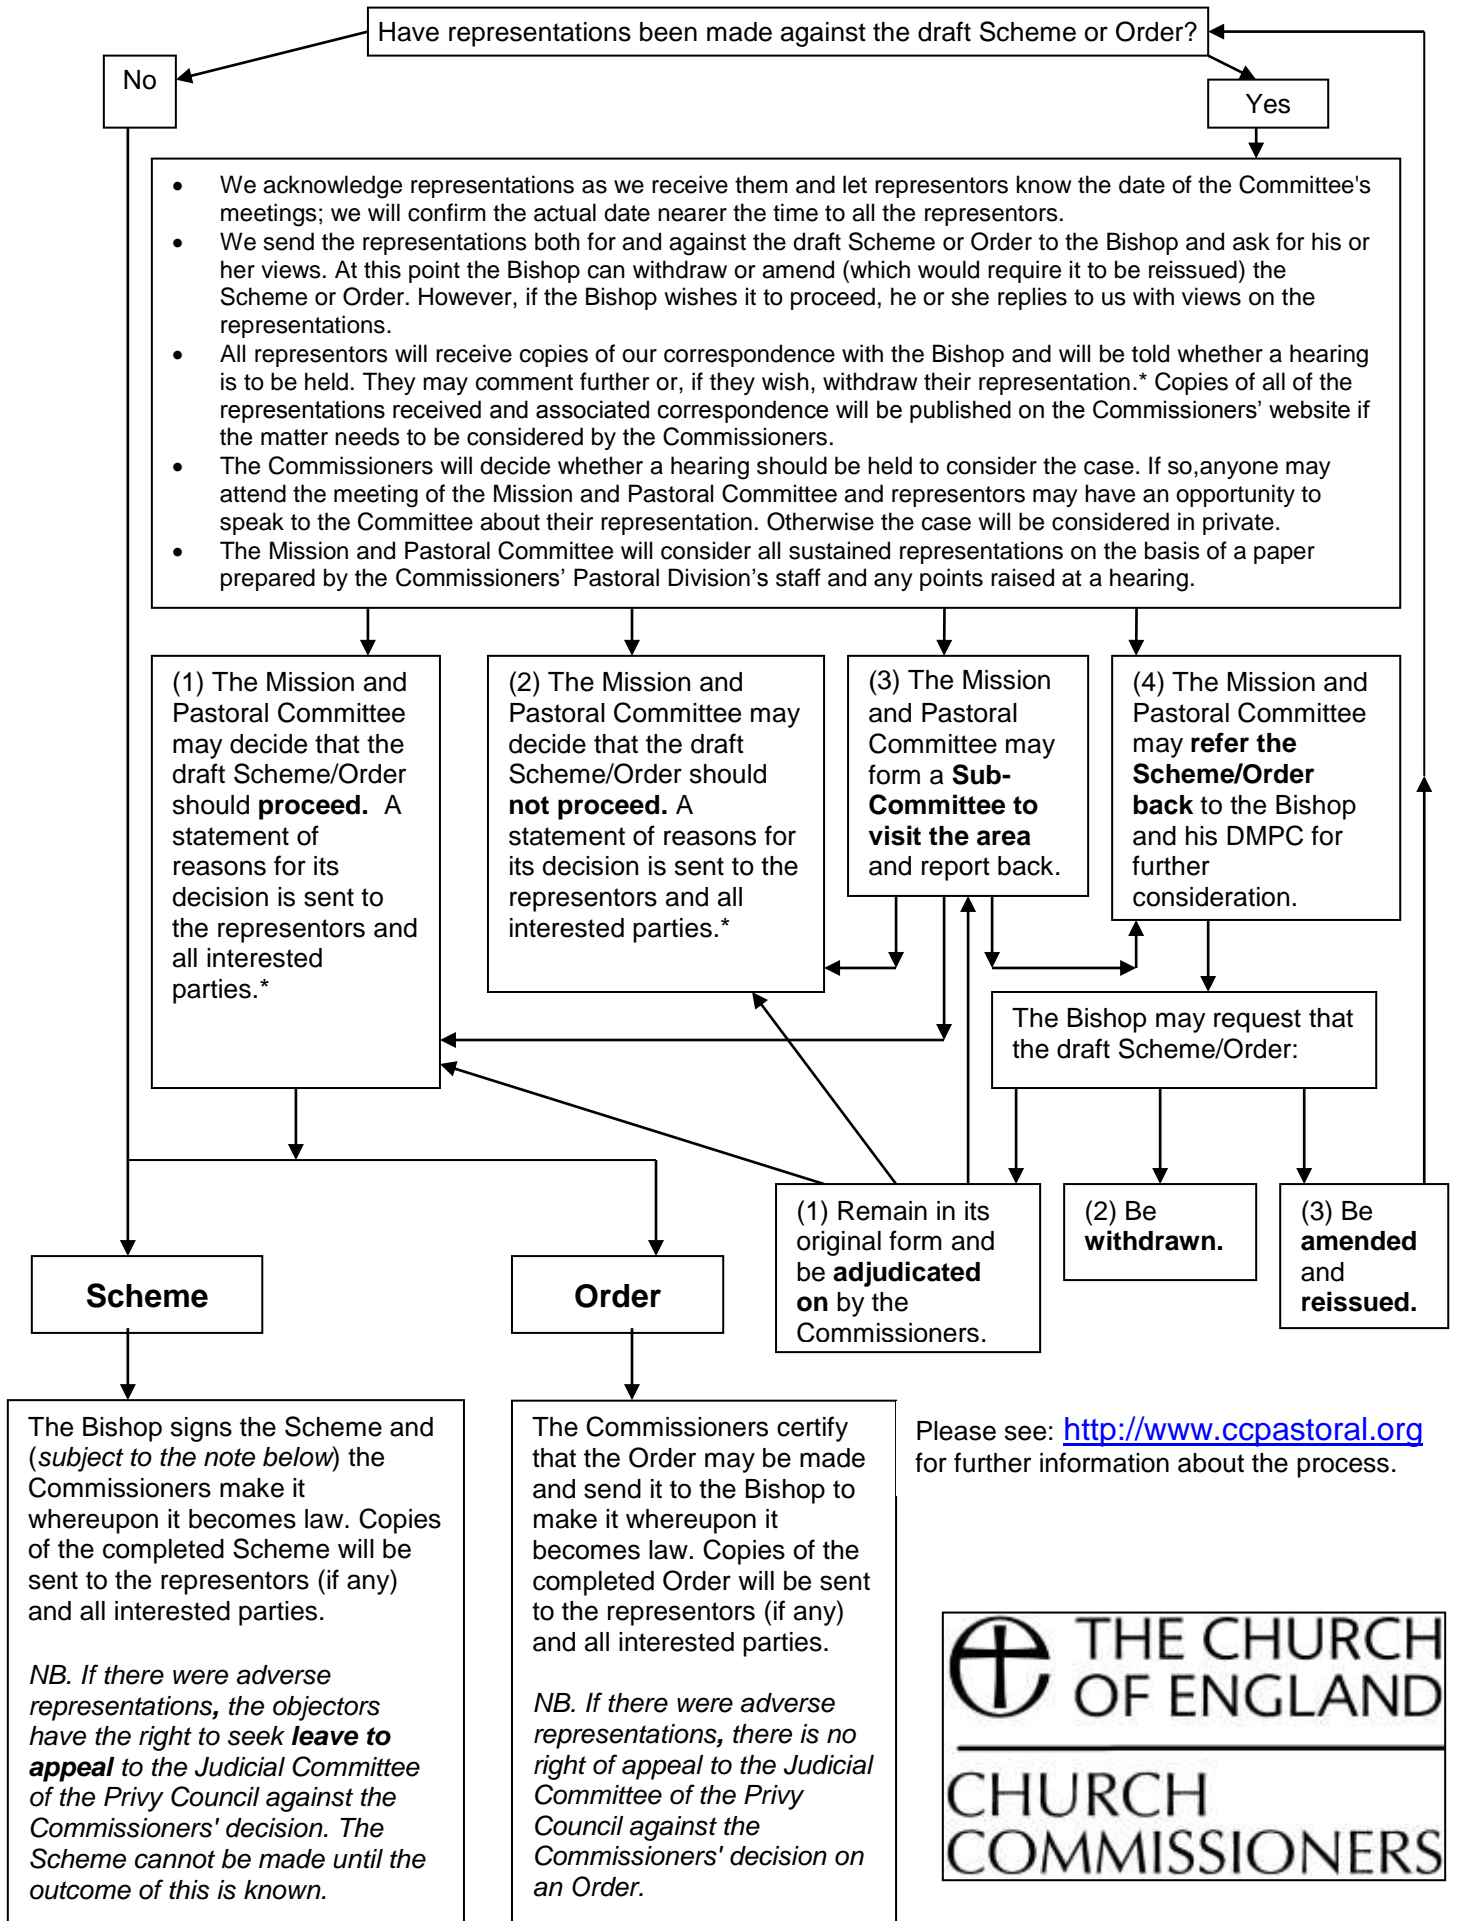 Have representations been made against the draft Scheme or Order?
No
Yes
• We acknowledge representations as we receive them and let representors know the date of the Committee's
meetings; we will confirm the actual date nearer the time to all the representors.
• We send the representations both for and against the draft Scheme or Order to the Bishop and ask for his or
her views. At this point the Bishop can withdraw or amend (which would require it to be reissued) the
Scheme or Order. However, if the Bishop wishes it to proceed, he or she replies to us with views on the
representations.
• All representors will receive copies of our correspondence with the Bishop and will be told whether a hearing
is to be held. They may comment further or, if they wish, withdraw their representation.* Copies of all of the
representations received and associated correspondence will be published on the Commissioners’ website if
the matter needs to be considered by the Commissioners.
• The Commissioners will decide whether a hearing should be held to consider the case. If so,anyone may
attend the meeting of the Mission and Pastoral Committee and representors may have an opportunity to
speak to the Committee about their representation. Otherwise the case will be considered in private.
• The Mission and Pastoral Committee will consider all sustained representations on the basis of a paper
prepared by the Commissioners’ Pastoral Division’s staff and any points raised at a hearing.
(1) The Mission and
Pastoral Committee
may decide that the
draft Scheme/Order
should proceed. A
statement of
reasons for its
decision is sent to
the representors and
all interested
parties.*
(2) The Mission and
Pastoral Committee may
decide that the draft
Scheme/Order should
not proceed. A
statement of reasons for
its decision is sent to the
representors and all
interested parties.*
(3) The Mission
and Pastoral
Committee may
form a Sub-
Committee to
visit the area
and report back.
(4) The Mission and
Pastoral Committee
may refer the
Scheme/Order
back to the Bishop
and his DMPC for
further
consideration.
The Bishop may request that
the draft Scheme/Order:
(1) Remain in its
original form and
be adjudicated
on by the
Commissioners.
(2) Be
withdrawn.
(3) Be
amended
and
reissued.
Scheme
Order
The Bishop signs the Scheme and
(subject to the note below) the
Commissioners make it
whereupon it becomes law. Copies
of the completed Scheme will be
sent to the representors (if any)
and all interested parties.
NB. If there were adverse
representations, the objectors
have the right to seek leave to
appeal to the Judicial Committee
of the Privy Council against the
Commissioners' decision. The
Scheme cannot be made until the
outcome of this is known.
The Commissioners certify
that the Order may be made
and send it to the Bishop to
make it whereupon it
becomes law. Copies of the
completed Order will be sent
to the representors (if any)
and all interested parties.
NB. If there were adverse
representations, there is no
right of appeal to the Judicial
Committee of the Privy
Council against the
Commissioners' decision on
an Order.
Please see: http://www.ccpastoral.org
for further information about the process.
THE CHURCH
OF ENGLAND
CHURCH
COMMISSIONERS